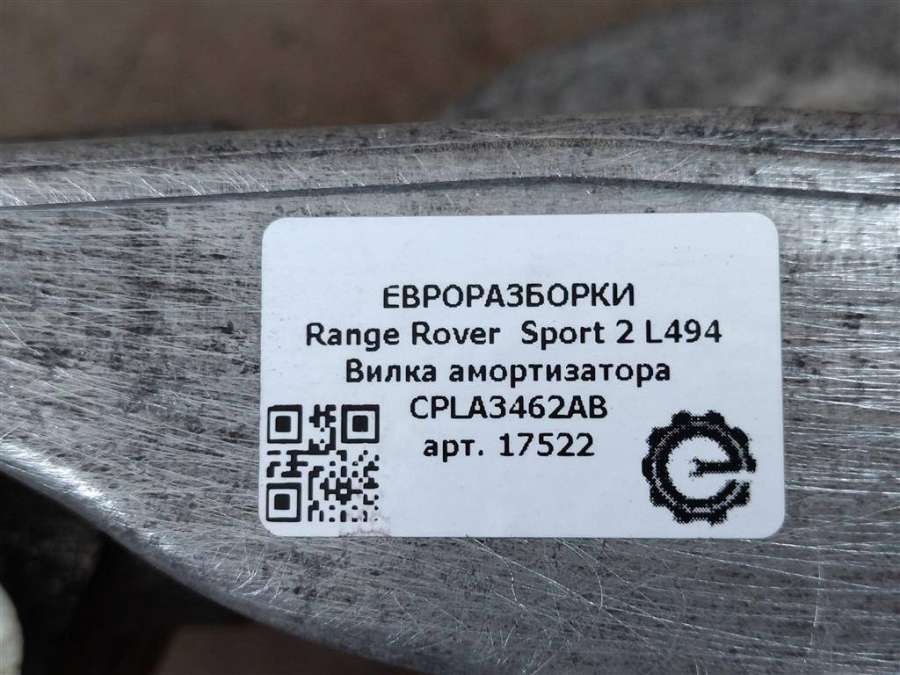 ЕВРОРАЗБОРКИ
Range Rover Sport 2 L494
Вилка амортизатора
CPLA3462AB
арт. 17522